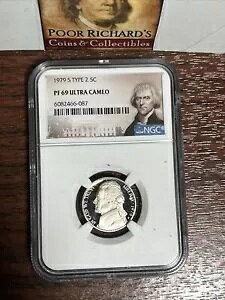 POOR RICHARD'S
Coins & Collectibles
1979 S TYPE 2 5C
PF 69 ULTRA CAMEO
6082466-087
NGC